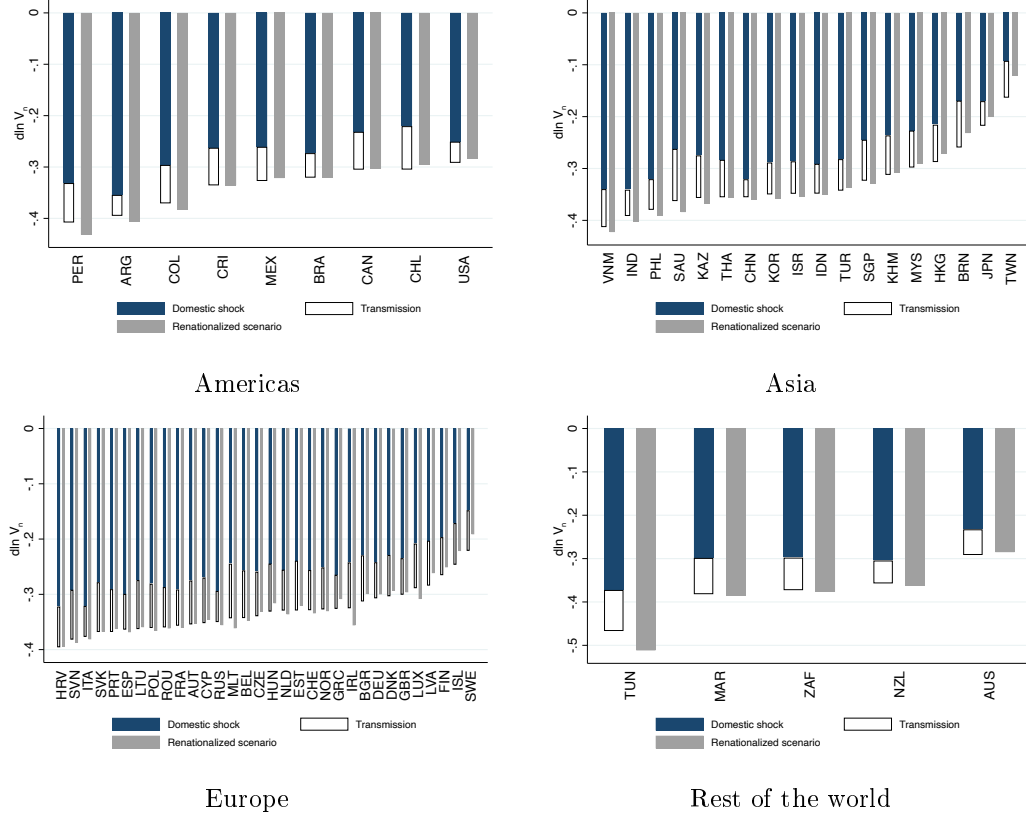 0
-.1
-.2
-.3
-.4
dln Vn
PER ARG COL CRI MEX BRA CAN CHL USA
Domestic shock Transmission
Renationalized scenario
Americas
0
-.1
-.2
-.3
-.4
dln Vn
VNM IND PHL SAU KAZ THA CHN KOR ISR IDN TUR SGP KHM MYS HKG BRN JPN TWN
Domestic shock Transmission
Renationalized scenario
Asia
0
-.1
-.2
-.3
-.4
dln Vn
HRV SVN ITA SVK PRT ESP LTU POL ROU FRA AUT CYP RUS MLT BEL CZE HUN NLD EST CHE NOR GRC IRL BGR DEU DNK GBR LUX LVA FIN ISL SWE
Domestic shock Transmission
Renationalized scenario
Europe
0
-.1
-.2
-.3
-.4
-.5
dln Vn
TUN MAR ZAF NZL AUS
Domestic shock Transmission
Renationalized scenario
Rest of the world